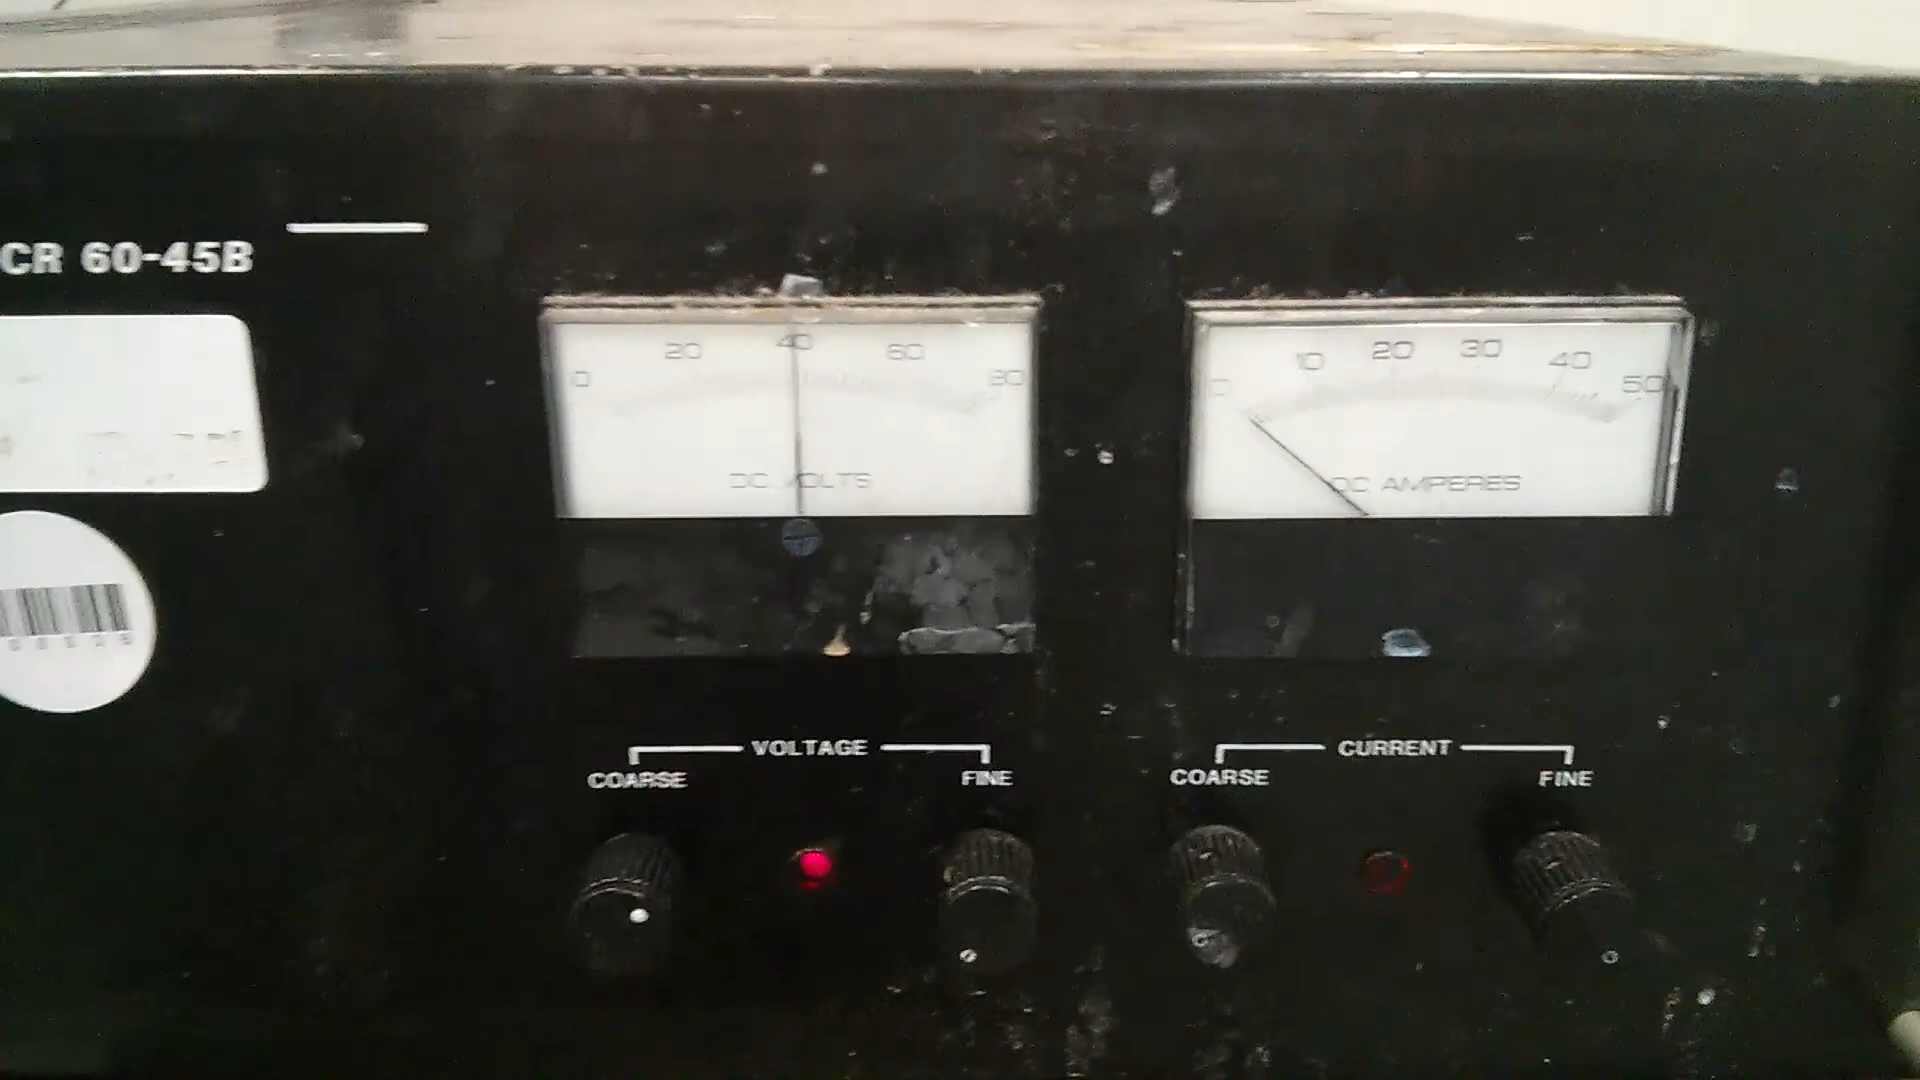 CR 60-45B
0 20 40 60 80
DC VOLTS
0 10 20 30 40 50
DC AMPERES
VOLTAGE
COARSE FINE
CURRENT
COARSE FINE